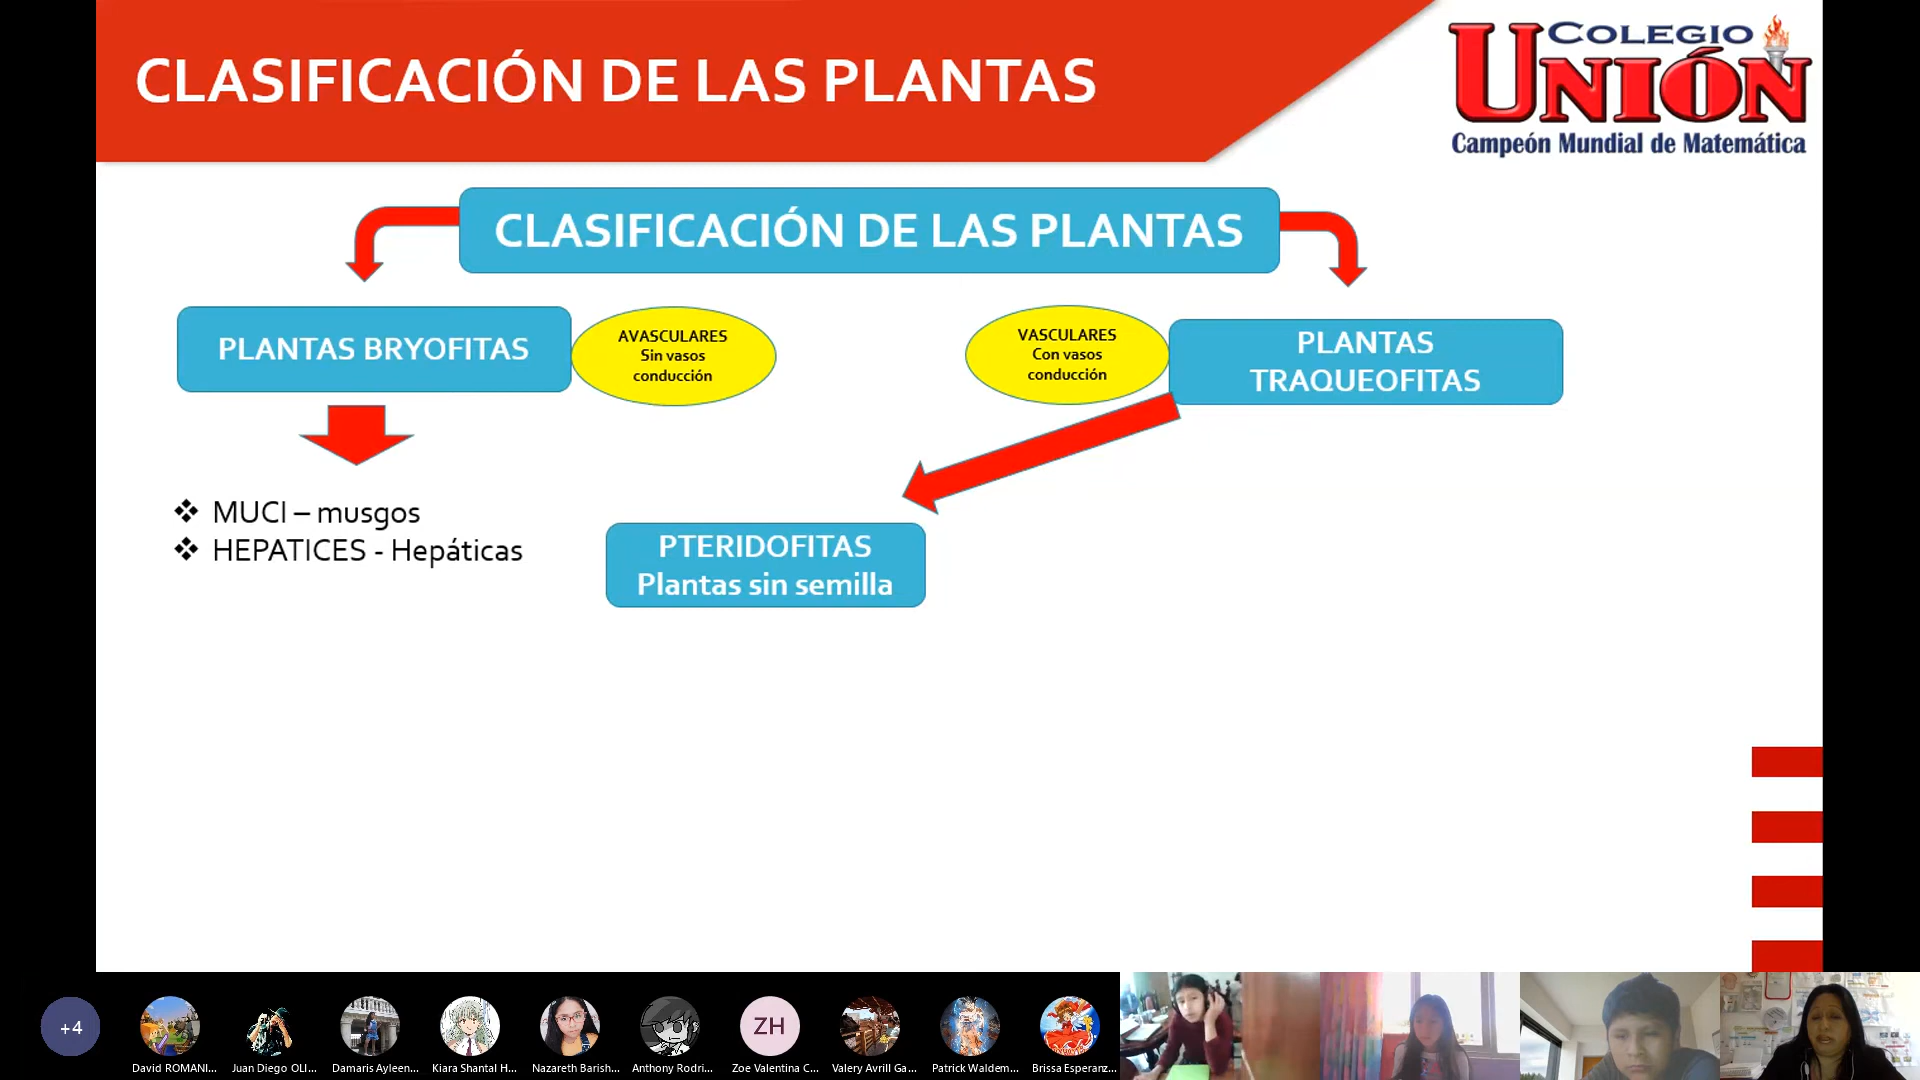 CLASIFICACIÓN DE LAS PLANTAS
COLEGIO
UNIÓN
Campeón Mundial de Matemática
CLASIFICACIÓN DE LAS PLANTAS
PLANTAS BRYOFITAS
AVASCULARES
Sin vasos
conducción
VASCULARES
Con vasos
conducción
PLANTAS
TRAQUEOFITAS
❖ MUCI – musgos
❖ HEPATICES - Hepáticas
PTERIDOFITAS
Plantas sin semilla
+4
ZH
David ROMANI...
Juan Diego OLI...
Damaris Ayleen...
Kiara Shantal H...
Nazareth Barish...
Anthony Rodri...
Zoe Valentina C...
Valery Avrill Ga...
Patrick Waldem...
Brissa Esperanz...